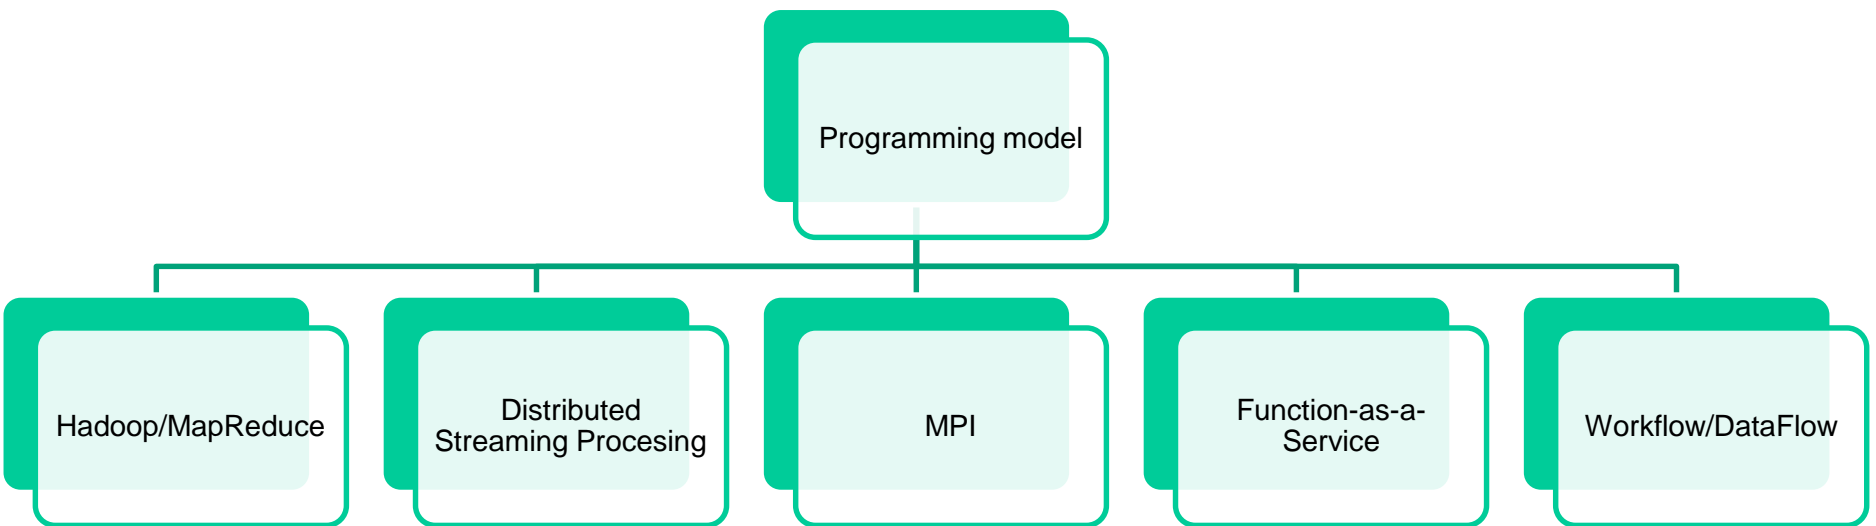 Programming model
Hadoop/MapReduce
Distributed
Streaming Procesing
MPI
Function-as-a-
Service
Workflow/DataFlow